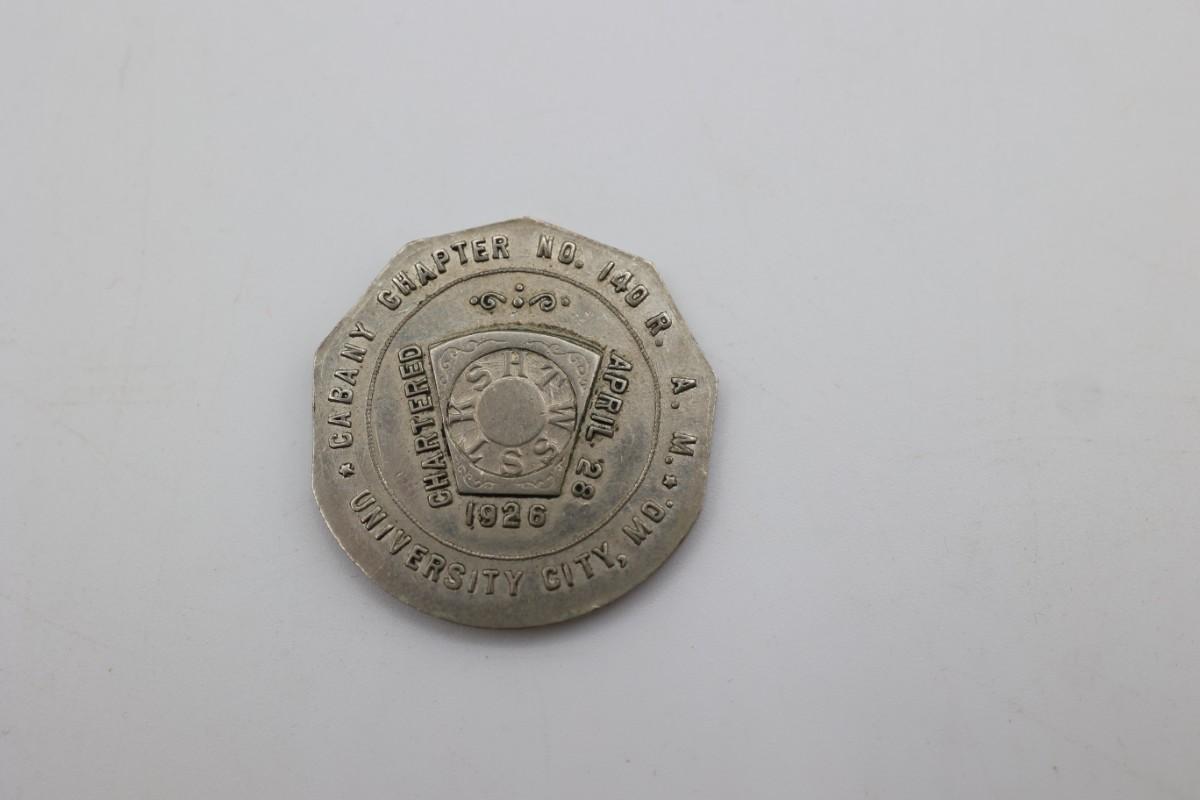 CABANY CHAPTER NO. 140 R. A. M.
UNIVERSITY CITY, MO.
CHARTERED
APRIL 28
1926
HTWSSTKS